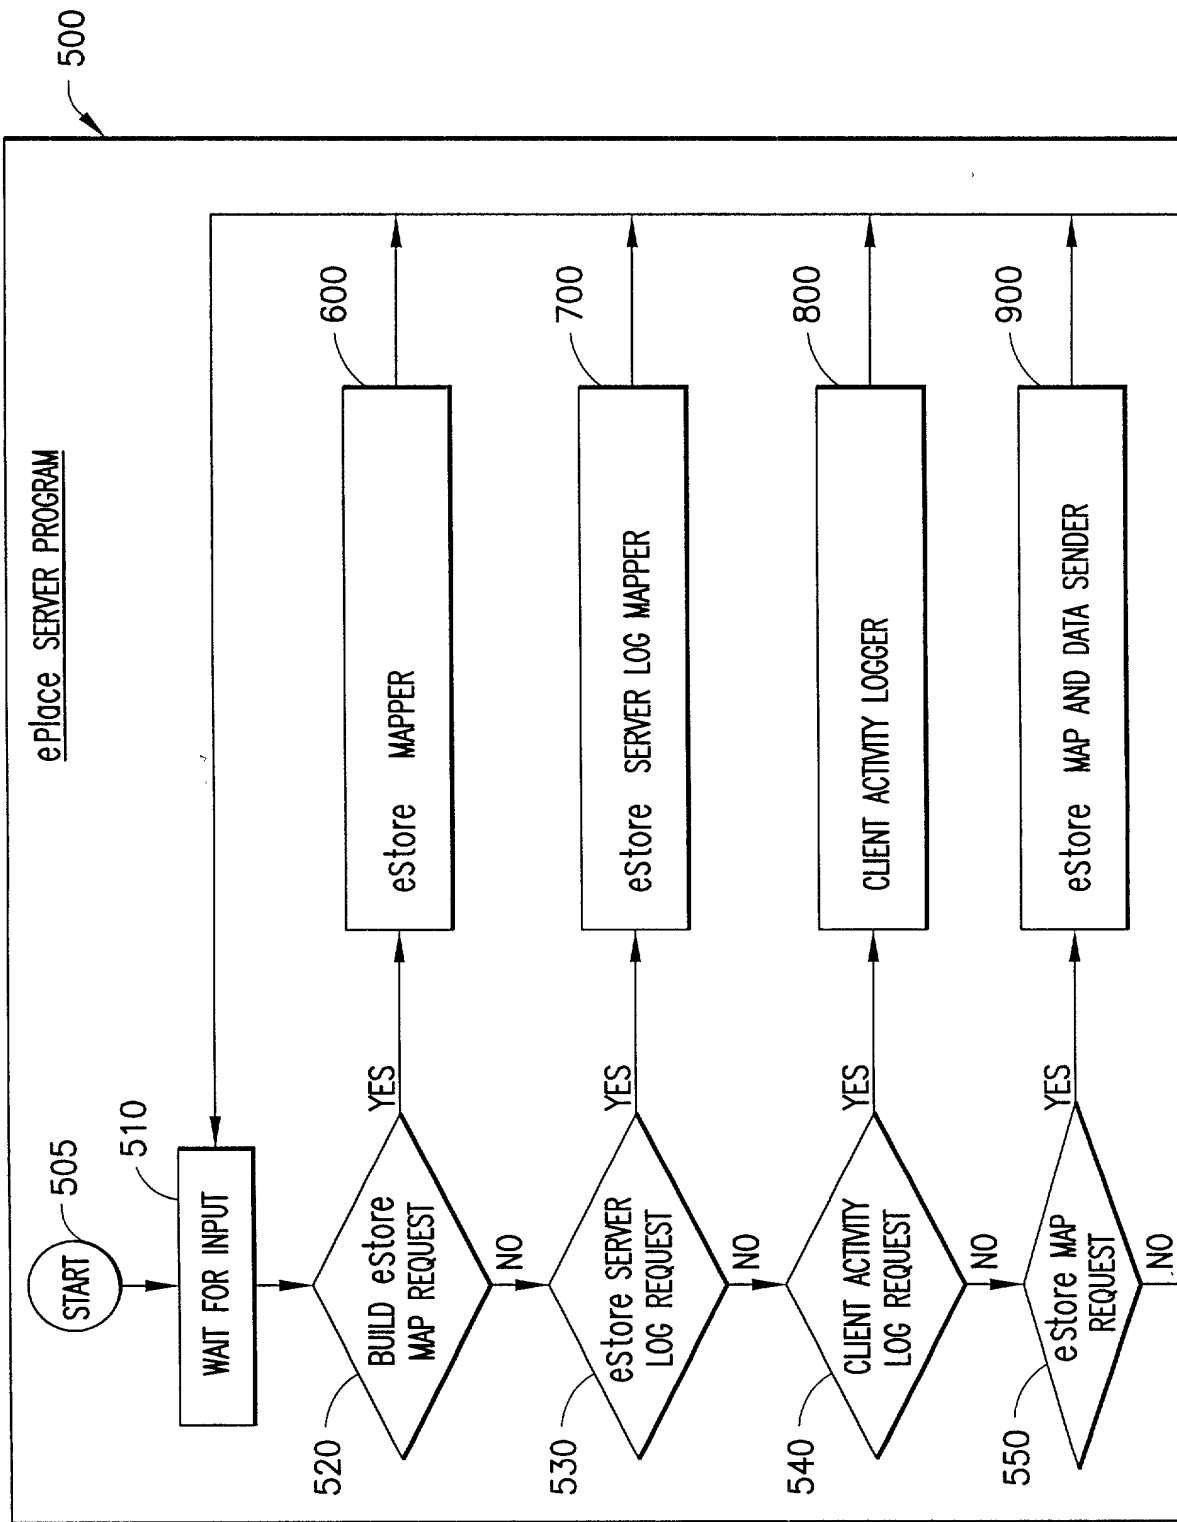 ePlace SERVER PROGRAM
500
START
505
WAIT FOR INPUT
510
BUILD eStore
MAP REQUEST
520
YES
NO
eStore MAPPER
600
eStore SERVER
LOG REQUEST
530
YES
NO
eStore SERVER LOG MAPPER
700
CLIENT ACTIVITY
LOG REQUEST
540
YES
NO
CLIENT ACTIVITY LOGGER
800
eStore MAP
REQUEST
550
YES
NO
eStore MAP AND DATA SENDER
900